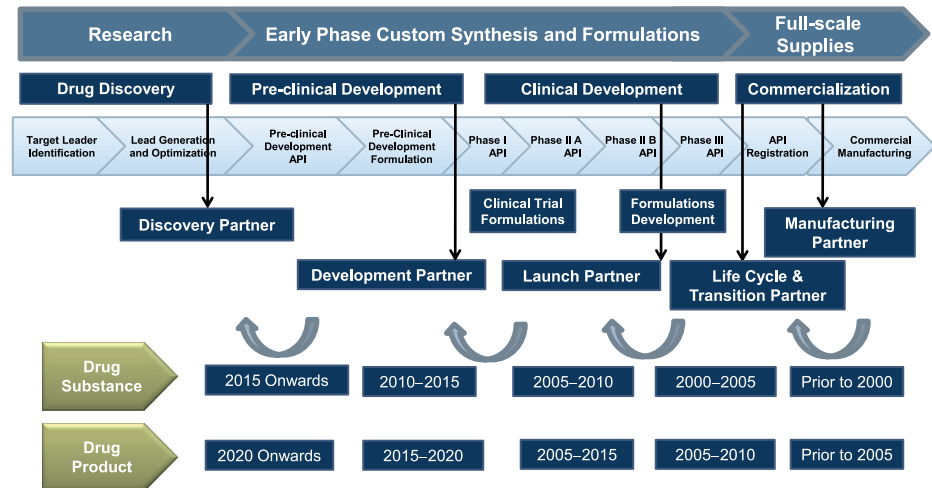 Research
Early Phase Custom Synthesis and Formulations
Full-scale
Supplies
Drug Discovery
Pre-clinical Development
Clinical Development
Commercialization
Target Leader
Identification
Lead Generation
and Optimization
Pre-clinical
Development
API
Pre-Clinical
Development
Formulation
Phase I
API
Phase II A
API
Phase II B
API
Phase III
API
API
Registration
Commercial
Manufacturing
Clinical Trial
Formulations
Formulations
Development
Discovery Partner
Manufacturing
Partner
Development Partner
Launch Partner
Life Cycle &
Transition Partner
Drug
Substance
2015 Onwards
2010–2015
2005–2010
2000–2005
Prior to 2000
Drug
Product
2020 Onwards
2015–2020
2005–2015
2005–2010
Prior to 2005